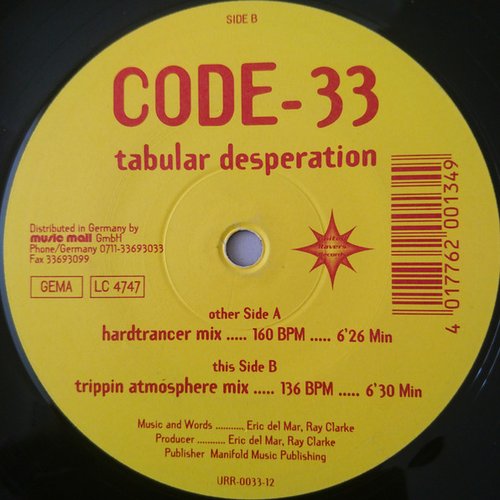 SIDE B
CODE-33
tabular desperation
Distributed in Germany by
music mail GmbH
Phone/Germany 0711-33693033
Fax 33693099
GEMA
LC 4747
United
Ravers
Records
4 017762 001349
other Side A
hardtrancer mix ..... 160 BPM ..... 6'26 Min
this Side B
trippin atmosphere mix ..... 136 BPM ..... 6'30 Min
Music and Words ........... Eric del Mar, Ray Clarke
Producer ........... Eric del Mar, Ray Clarke
Publisher Manifold Music Publishing
URR-0033-12